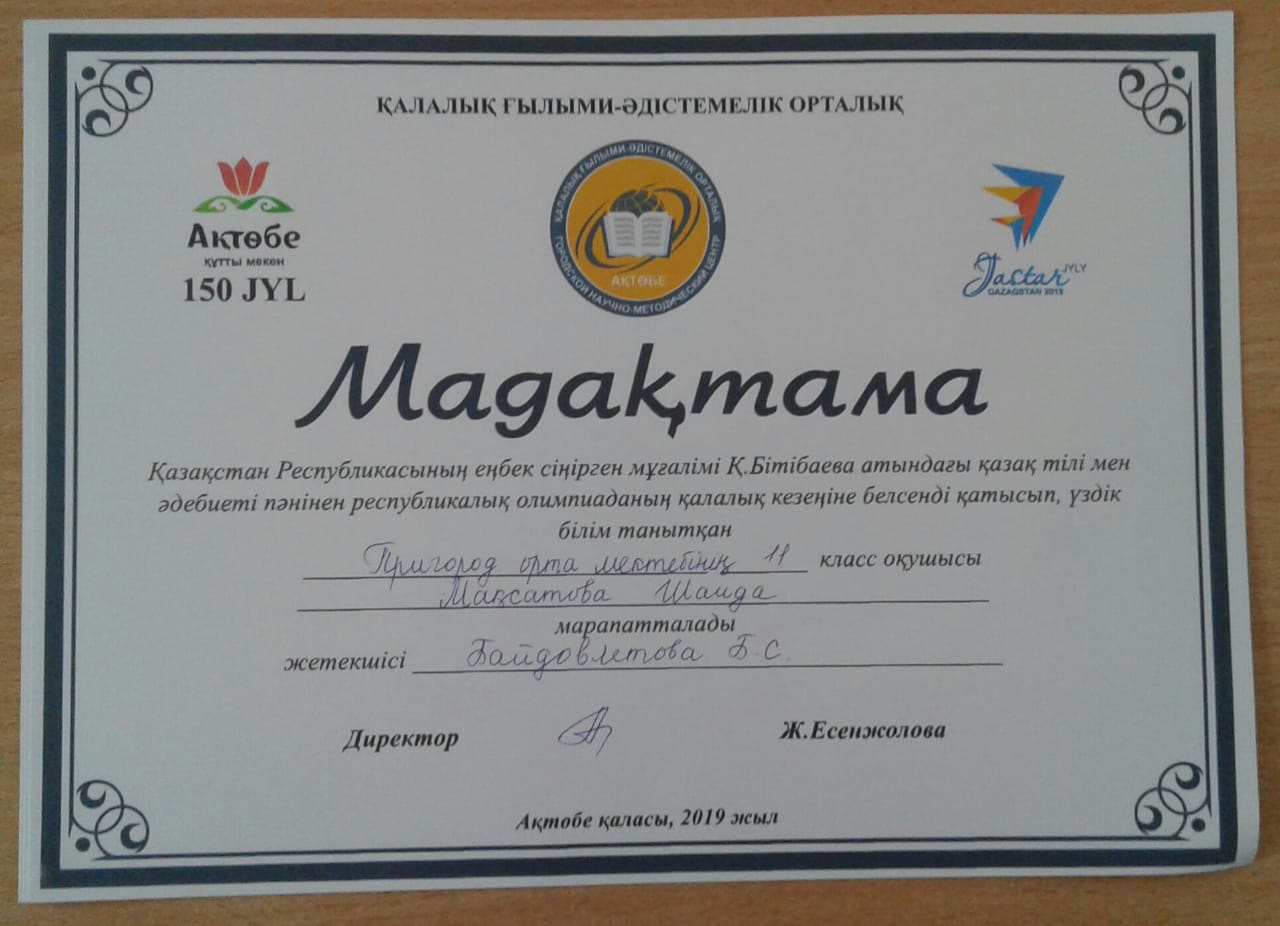 ҚАЛАЛЫҚ ҒЫЛЫМИ-ӘДІСТЕМЕЛІК ОРТАЛЫҚ
Ақтөбе
құтты мекен
150 JYL
ҚАЛАЛЫҚ ҒЫЛЫМИ-ӘДІСТЕМЕЛІК ОРТАЛЫҚ
АҚТӨБЕ
ГОРОДСКОЙ НАУЧНО-МЕТОДИЧЕСКИЙ ЦЕНТР
Jastar JYLY
QAZAQSTAN 2019
Мадақтама
Қазақстан Республикасының еңбек сіңірген мұғалімі Қ.Бітібаева атындағы қазақ тілі мен
әдебиеті пәнінен республикалық олимпиаданың қалалық кезеңіне белсенді қатысып, үздік
білім танытқан
Пригород орта мектебінің 11 класс оқушысы
Мақсатова Шаида
марапатталады
жетекшісі Байдовлетова Б.С.
Директор Ж.Есенжолова
Ақтөбе қаласы, 2019 жыл